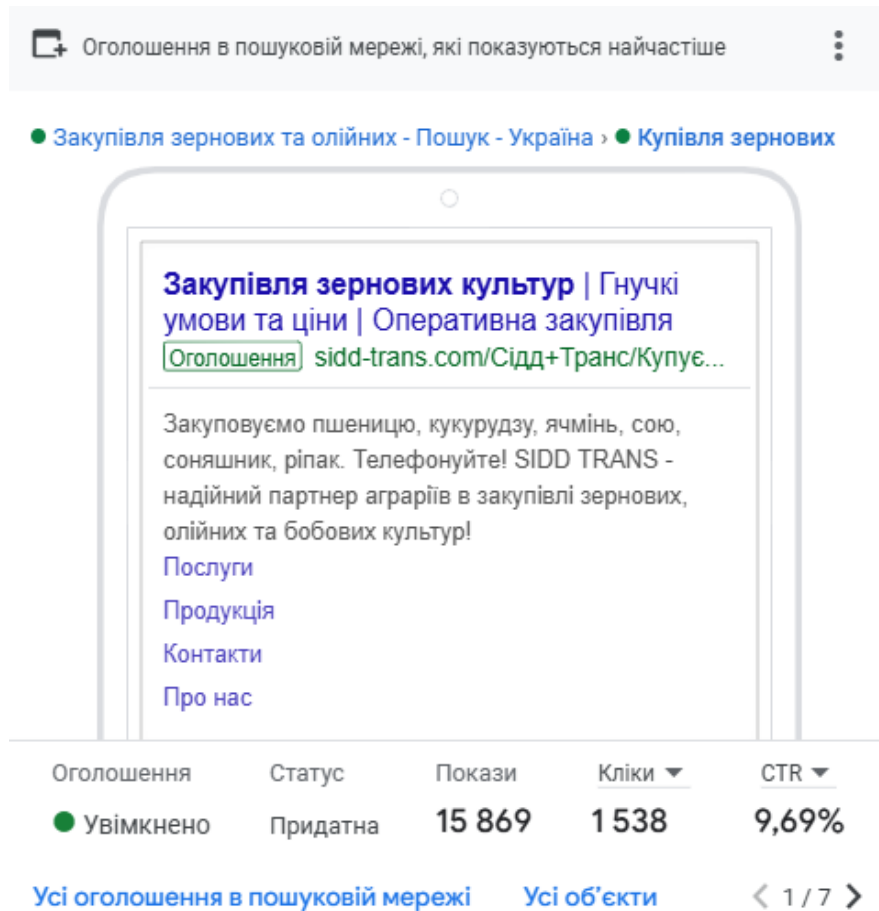 Оголошення в пошуковій мережі, які показуються найчастіше
Закупівля зернових та олійних - Пошук - Україна › Купівля зернових
Закупівля зернових культур | Гнучкі
умови та ціни | Оперативна закупівля
Оголошення sidd-trans.com/Сідд+Транс/Купує...
Закуповуємо пшеницю, кукурудзу, ячмінь, сою,
соняшник, ріпак. Телефонуйте! SIDD TRANS -
надійний партнер аграріїв в закупівлі зернових,
олійних та бобових культур!
Послуги
Продукція
Контакти
Про нас
Оголошення Статус Покази Кліки CTR
Увімкнено Придатна 15 869 1 538 9,69%
Усі оголошення в пошуковій мережі Усі об’єкти 1 / 7